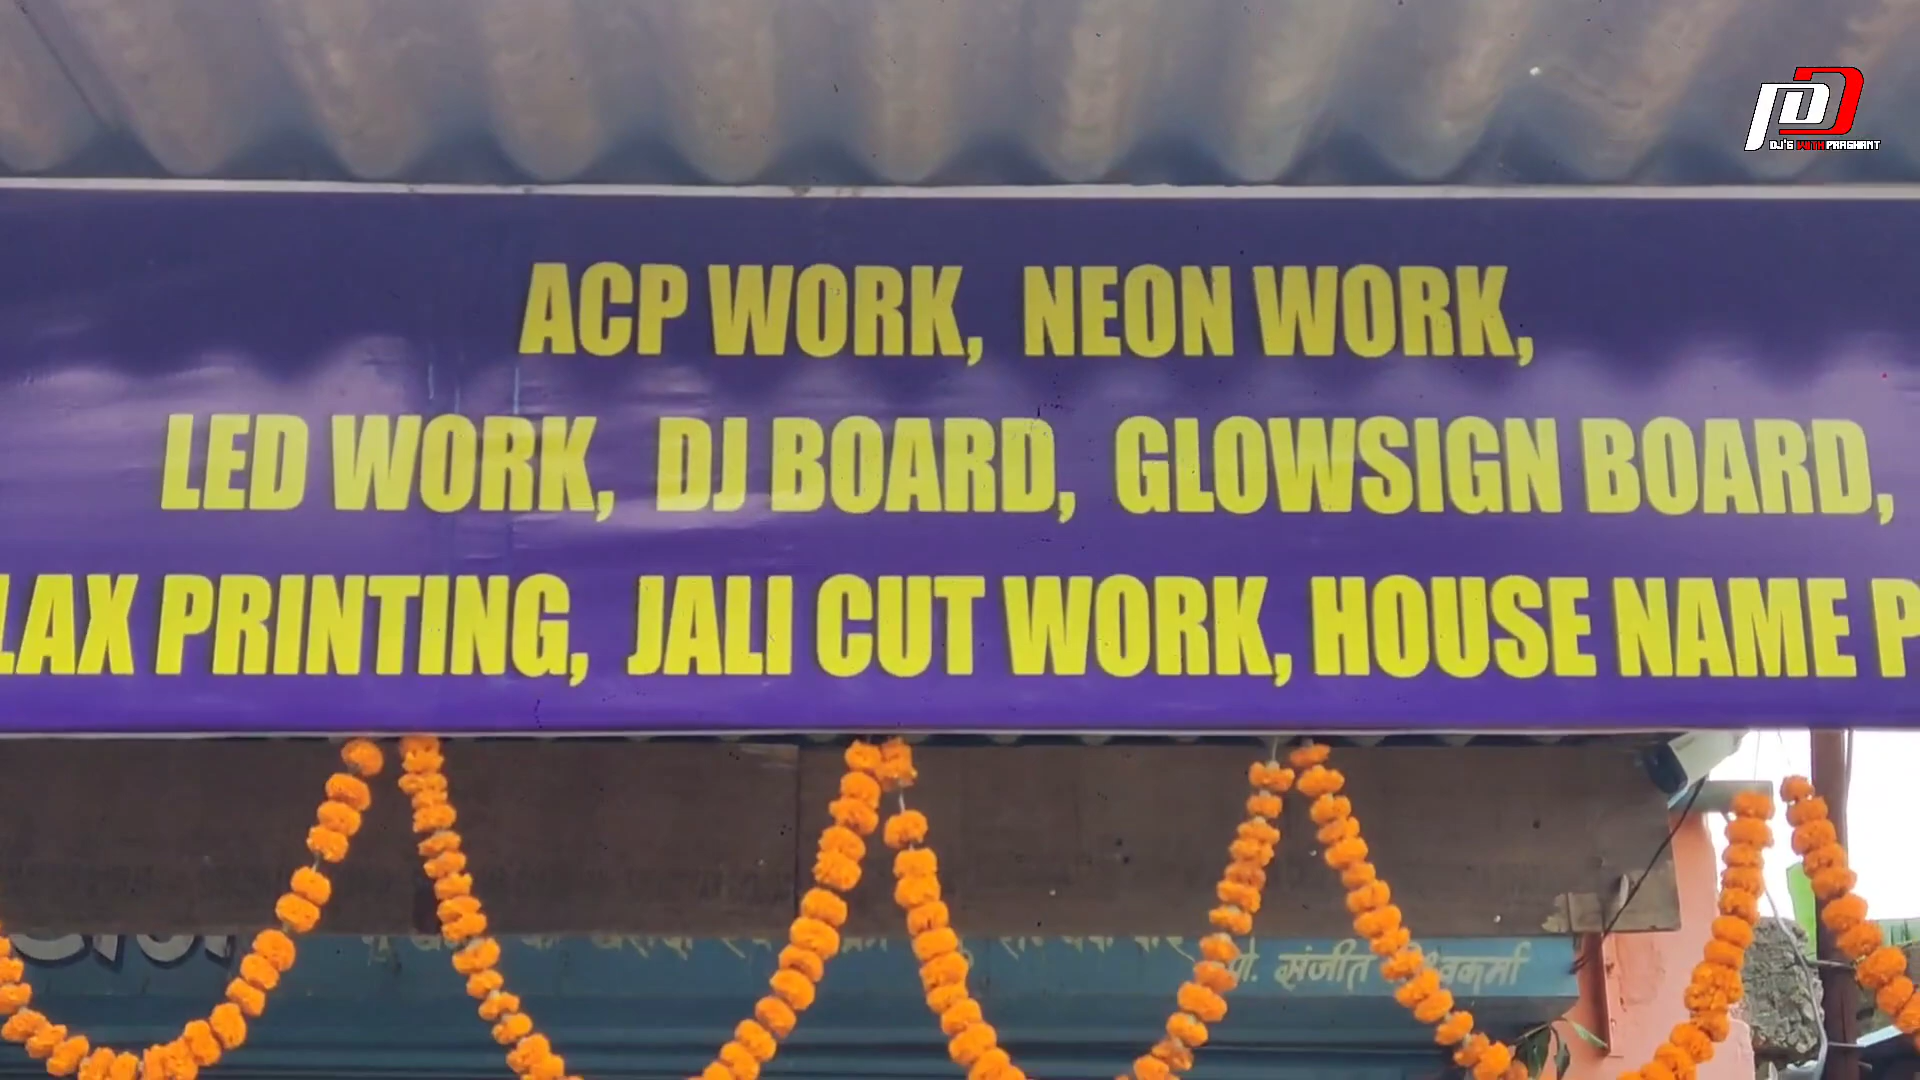 DJ'S WITH PRASHANT
ACP WORK, NEON WORK,
LED WORK, DJ BOARD, GLOWSIGN BOARD,
LAX PRINTING, JALI CUT WORK, HOUSE NAME P
प्रो. संजीत